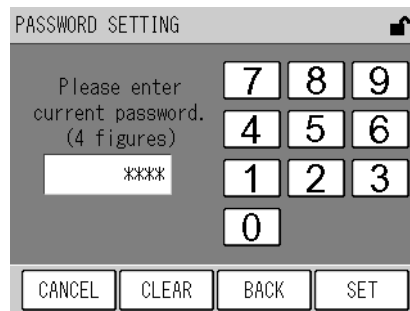 PASSWORD SETTING
Please enter
current password.
(4 figures)
****
7 8 9
4 5 6
1 2 3
0
CANCEL CLEAR BACK SET